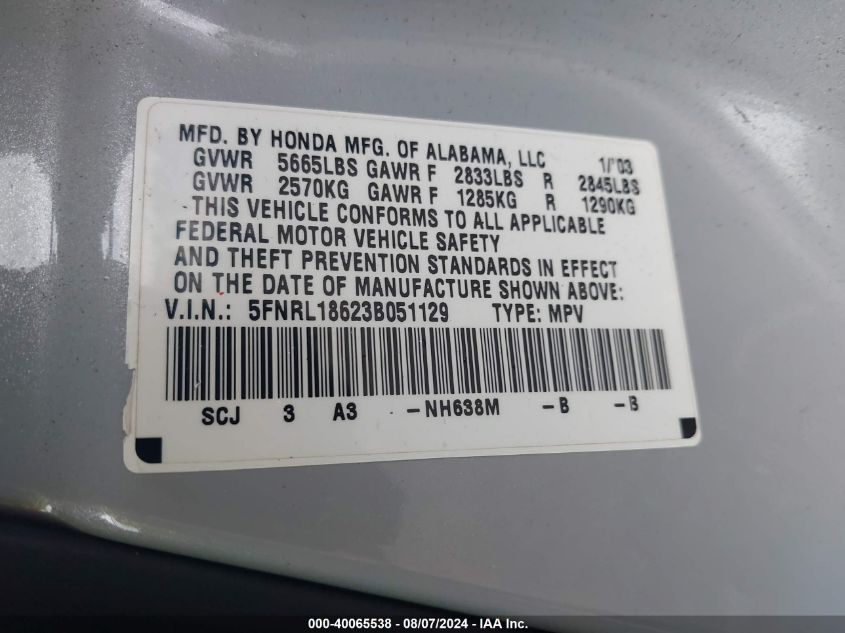 MFD. BY HONDA MFG. OF ALABAMA, LLC 1/'03
GVWR 5665LBS GAWR F 2833LBS R 2845LBS
GVWR 2570KG GAWR F 1285KG R 1290KG
THIS VEHICLE CONFORMS TO ALL APPLICABLE
FEDERAL MOTOR VEHICLE SAFETY
AND THEFT PREVENTION STANDARDS IN EFFECT
ON THE DATE OF MANUFACTURE SHOWN ABOVE:
V.I.N.: 5FNRL18623B051129 TYPE: MPV
SCJ 3 A3 -NH638M -B -B
000-40065538 - 08/07/2024 - IAA Inc.